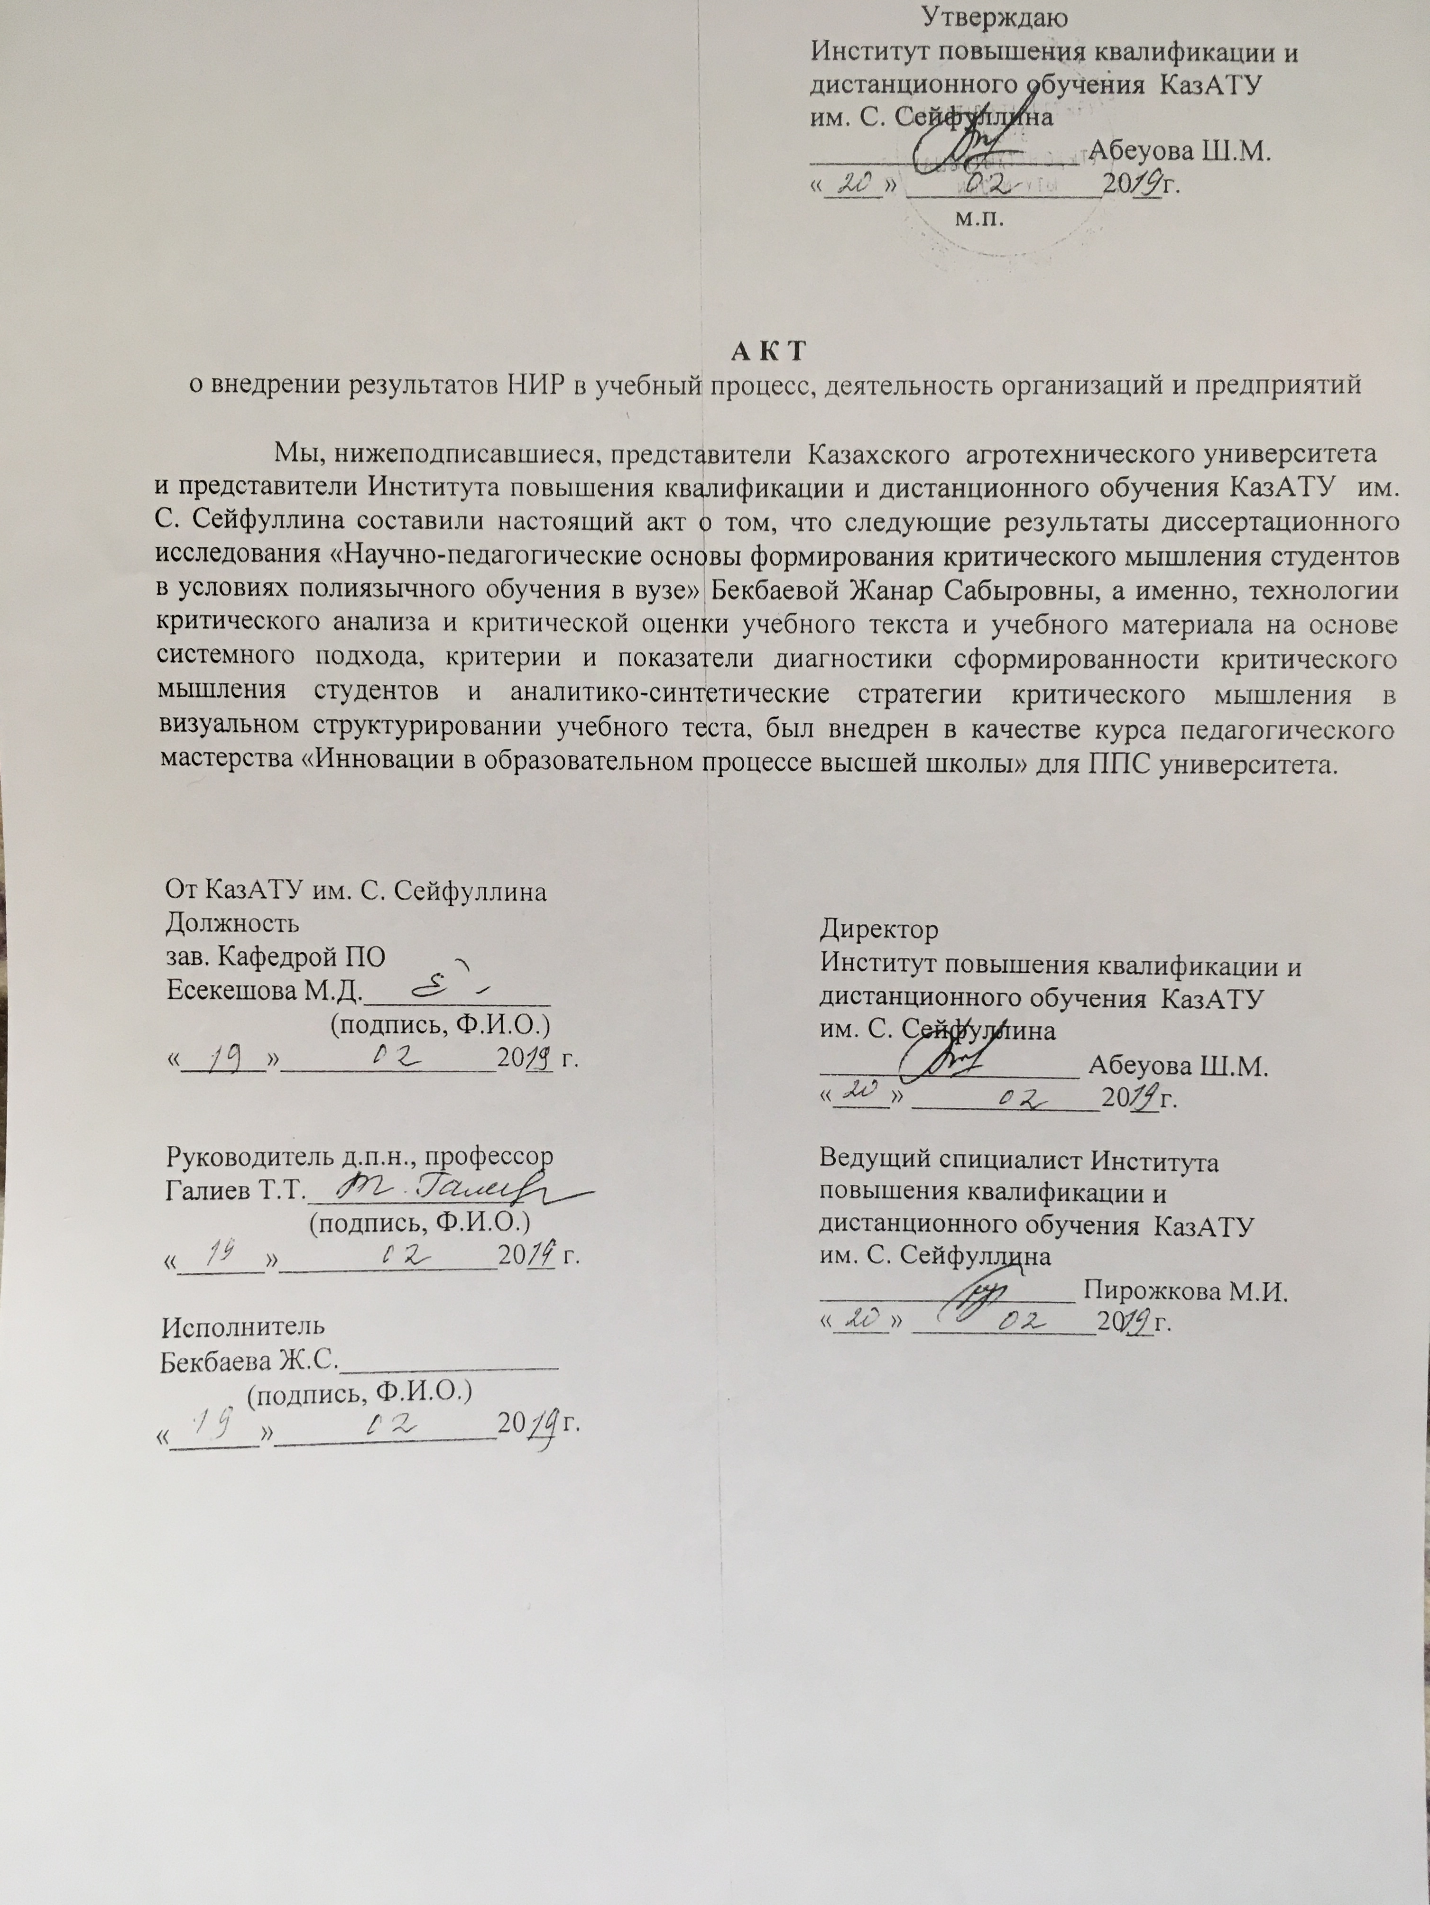 Утверждаю
Институт повышения квалификации и
дистанционного обучения КазАТУ
им. С. Сейфуллина
____________________ Абеуова Ш.М.
«20» 02 2019г.
м.п.
А К Т
о внедрении результатов НИР в учебный процесс, деятельность организаций и предприятий
Мы, нижеподписавшиеся, представители Казахского агротехнического университета
и представители Института повышения квалификации и дистанционного обучения КазАТУ им.
С. Сейфуллина составили настоящий акт о том, что следующие результаты диссертационного
исследования «Научно-педагогические основы формирования критического мышления студентов
в условиях полиязычного обучения в вузе» Бекбаевой Жанар Сабыровны, а именно, технологии
критического анализа и критической оценки учебного текста и учебного материала на основе
системного подхода, критерии и показатели диагностики сформированности критического
мышления студентов и аналитико-синтетические стратегии критического мышления в
визуальном структурировании учебного теста, был внедрен в качестве курса педагогического
мастерства «Инновации в образовательном процессе высшей школы» для ППС университета.
От КазАТУ им. С. Сейфуллина
Должность
зав. Кафедрой ПО
Есекешова М.Д.______________
(подпись, Ф.И.О.)
«19» 02 2019 г.
Руководитель д.п.н., профессор
Галиев Т.Т. Т. Галиев
(подпись, Ф.И.О.)
«19» 02 2019 г.
Исполнитель
Бекбаева Ж.С.________________
(подпись, Ф.И.О.)
«19» 02 2019г.
Директор
Институт повышения квалификации и
дистанционного обучения КазАТУ
им. С. Сейфуллина
____________________ Абеуова Ш.М.
«20» 02 2019г.
Ведущий спициалист Института
повышения квалификации и
дистанционного обучения КазАТУ
им. С. Сейфуллина
____________________ Пирожкова М.И.
«20» 02 2019г.